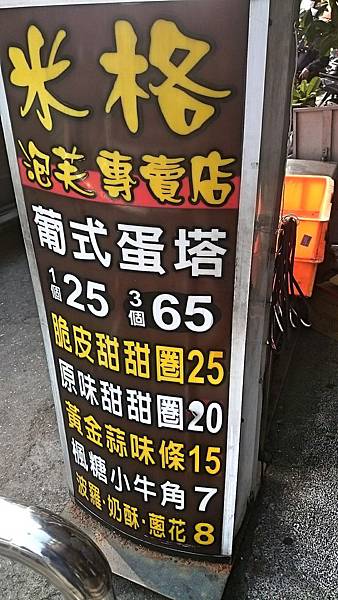 米格
泡芙專賣店
葡式蛋塔
1個25 3個65
脆皮甜甜圈25
原味甜甜圈20
黃金蒜味條15
楓糖小牛角7
波羅·奶酥·蔥花8